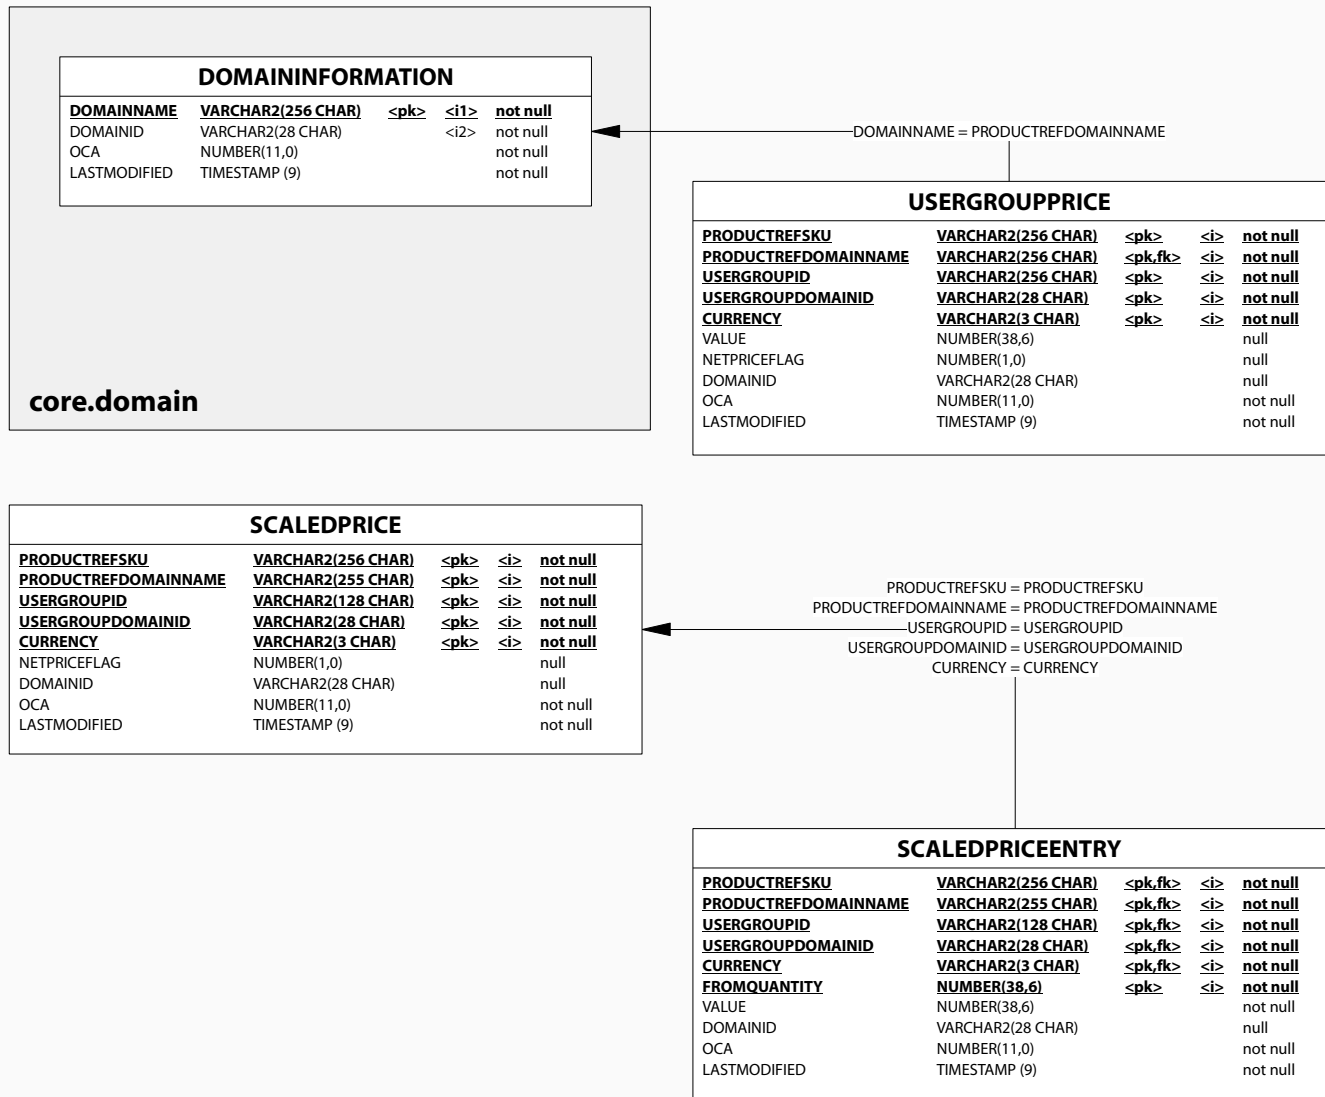 DOMAININFORMATION
DOMAINNAME VARCHAR2(256 CHAR) <pk> <i1> not null
DOMAINID VARCHAR2(28 CHAR) <i2> not null
OCA NUMBER(11,0) not null
LASTMODIFIED TIMESTAMP (9) not null
core.domain
DOMAINNAME = PRODUCTREFDOMAINNAME
USERGROUPPRICE
PRODUCTREFSKU VARCHAR2(256 CHAR) <pk> <i> not null
PRODUCTREFDOMAINNAME VARCHAR2(256 CHAR) <pk,fk> <i> not null
USERGROUPID VARCHAR2(256 CHAR) <pk> <i> not null
USERGROUPDOMAINID VARCHAR2(28 CHAR) <pk> <i> not null
CURRENCY VARCHAR2(3 CHAR) <pk> <i> not null
VALUE NUMBER(38,6) null
NETPRICEFLAG NUMBER(1,0) null
DOMAINID VARCHAR2(28 CHAR) null
OCA NUMBER(11,0) not null
LASTMODIFIED TIMESTAMP (9) not null
SCALEDPRICE
PRODUCTREFSKU VARCHAR2(256 CHAR) <pk> <i> not null
PRODUCTREFDOMAINNAME VARCHAR2(255 CHAR) <pk> <i> not null
USERGROUPID VARCHAR2(128 CHAR) <pk> <i> not null
USERGROUPDOMAINID VARCHAR2(28 CHAR) <pk> <i> not null
CURRENCY VARCHAR2(3 CHAR) <pk> <i> not null
NETPRICEFLAG NUMBER(1,0) null
DOMAINID VARCHAR2(28 CHAR) null
OCA NUMBER(11,0) not null
LASTMODIFIED TIMESTAMP (9) not null
PRODUCTREFSKU = PRODUCTREFSKU
PRODUCTREFDOMAINNAME = PRODUCTREFDOMAINNAME
USERGROUPID = USERGROUPID
USERGROUPDOMAINID = USERGROUPDOMAINID
CURRENCY = CURRENCY
SCALEDPRICEENTRY
PRODUCTREFSKU VARCHAR2(256 CHAR) <pk,fk> <i> not null
PRODUCTREFDOMAINNAME VARCHAR2(255 CHAR) <pk,fk> <i> not null
USERGROUPID VARCHAR2(128 CHAR) <pk,fk> <i> not null
USERGROUPDOMAINID VARCHAR2(28 CHAR) <pk,fk> <i> not null
CURRENCY VARCHAR2(3 CHAR) <pk,fk> <i> not null
FROMQUANTITY NUMBER(38,6) <pk> <i> not null
VALUE NUMBER(38,6) not null
DOMAINID VARCHAR2(28 CHAR) null
OCA NUMBER(11,0) not null
LASTMODIFIED TIMESTAMP (9) not null